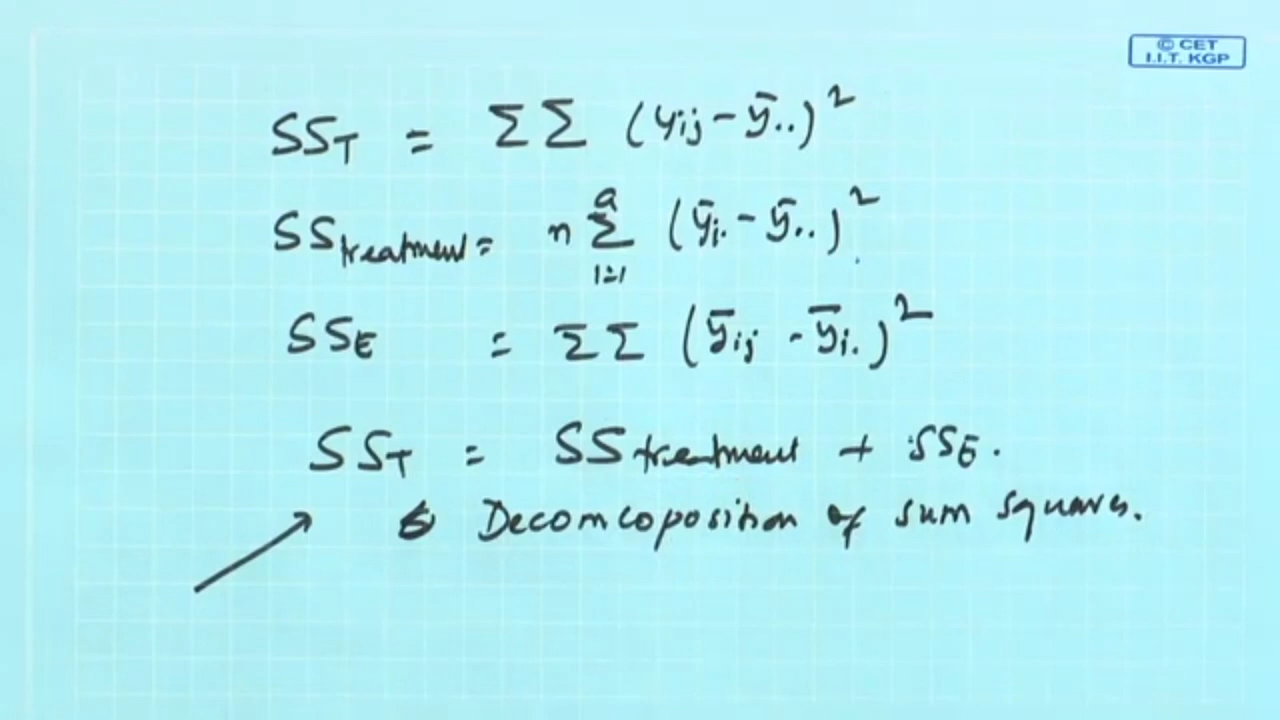 © CET
I.I.T. KGP
SS_T = ΣΣ (y_ij - ȳ..)²
SS_treatment = n Σ_{i=1}^{a} (ȳ_i. - ȳ..)²
SS_E = ΣΣ (ȳ_ij - ȳ_i.)²
SS_T = SS_treatment + SS_E.
Decomcoposition of sum squares.